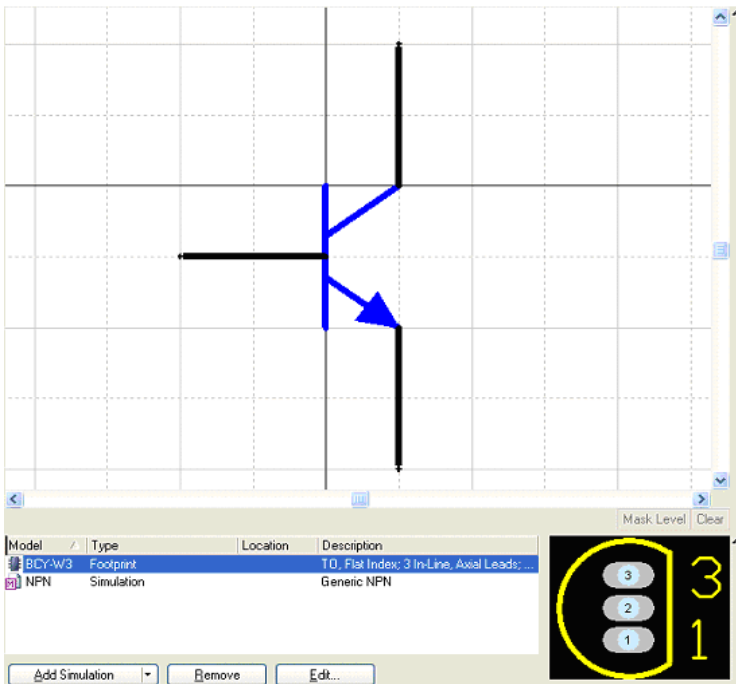 Mask Level Clear
Model Type Location Description
BCY-W3 Footprint TO, Flat Index; 3 In-Line, Axial Leads; ...
M NPN Simulation Generic NPN
3
3
2
1
1
Add Simulation Remove Edit...